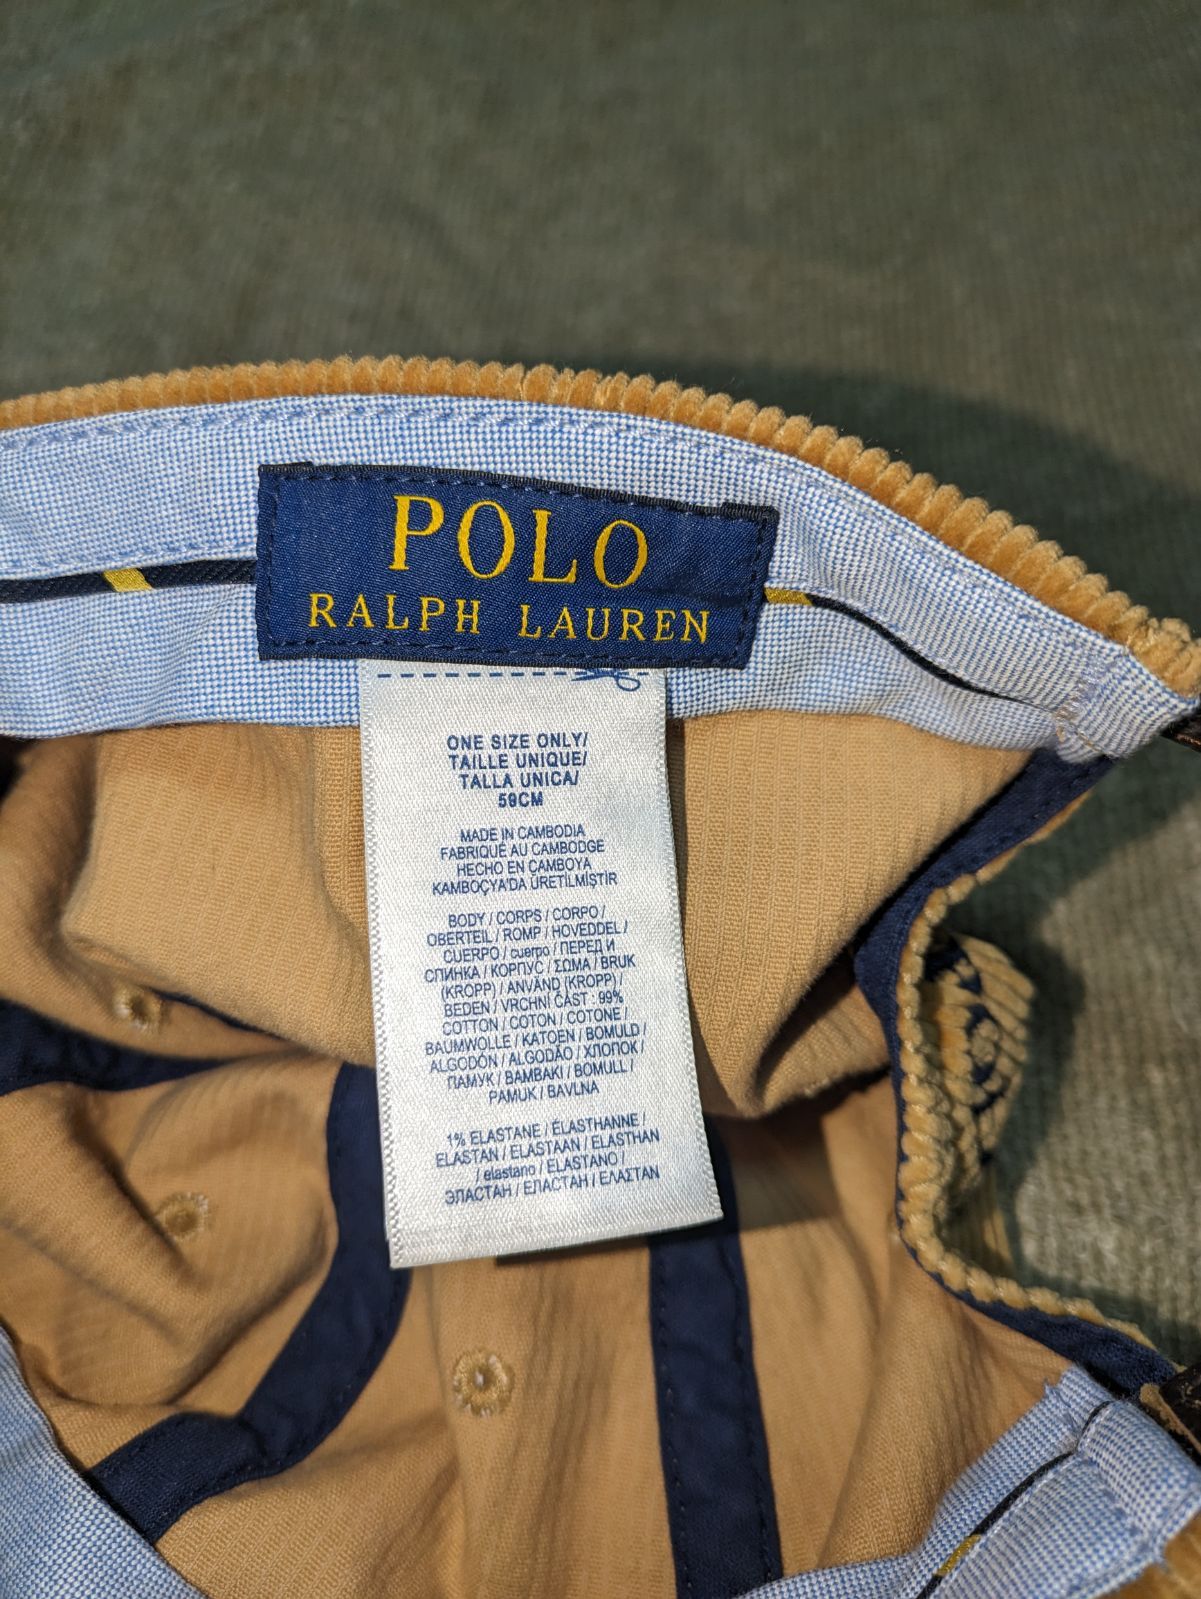 POLO
RALPH LAUREN
ONE SIZE ONLY/
TAILLE UNIQUE/
TALLA UNICA/
59CM
MADE IN CAMBODIA
FABRIQUÉ AU CAMBODGE
HECHO EN CAMBOYA
KAMBOÇYA'DA ÜRETİLMİŞTİR
BODY / CORPS / CORPO /
OBERTEIL / ROMP / HOVEDDEL /
CUERPO / cuerpo / ПЕРЕД И
СПИНКА / КОРПУС / ΣΩΜΑ / BRUK
(KROPP) / ANVÄND (KROPP) /
BEDEN / VRCHNÍ ČÁST : 99%
COTTON / COTON / COTONE /
BAUMWOLLE / KATOEN / BOMULD /
ALGODÓN / ALGODÃO / ХЛОПОК /
ПАМУК / ΒΑΜΒΑΚΙ / BOMULL /
PAMUK / BAVLNA
1% ELASTANE / ÉLASTHANNE /
ELASTAN / ELASTAAN / ELASTHAN
/ elastano / ELASTANO /
ЭЛАСТАН / ЕЛАСТАН / ΕΛΑΣΤΑΝ